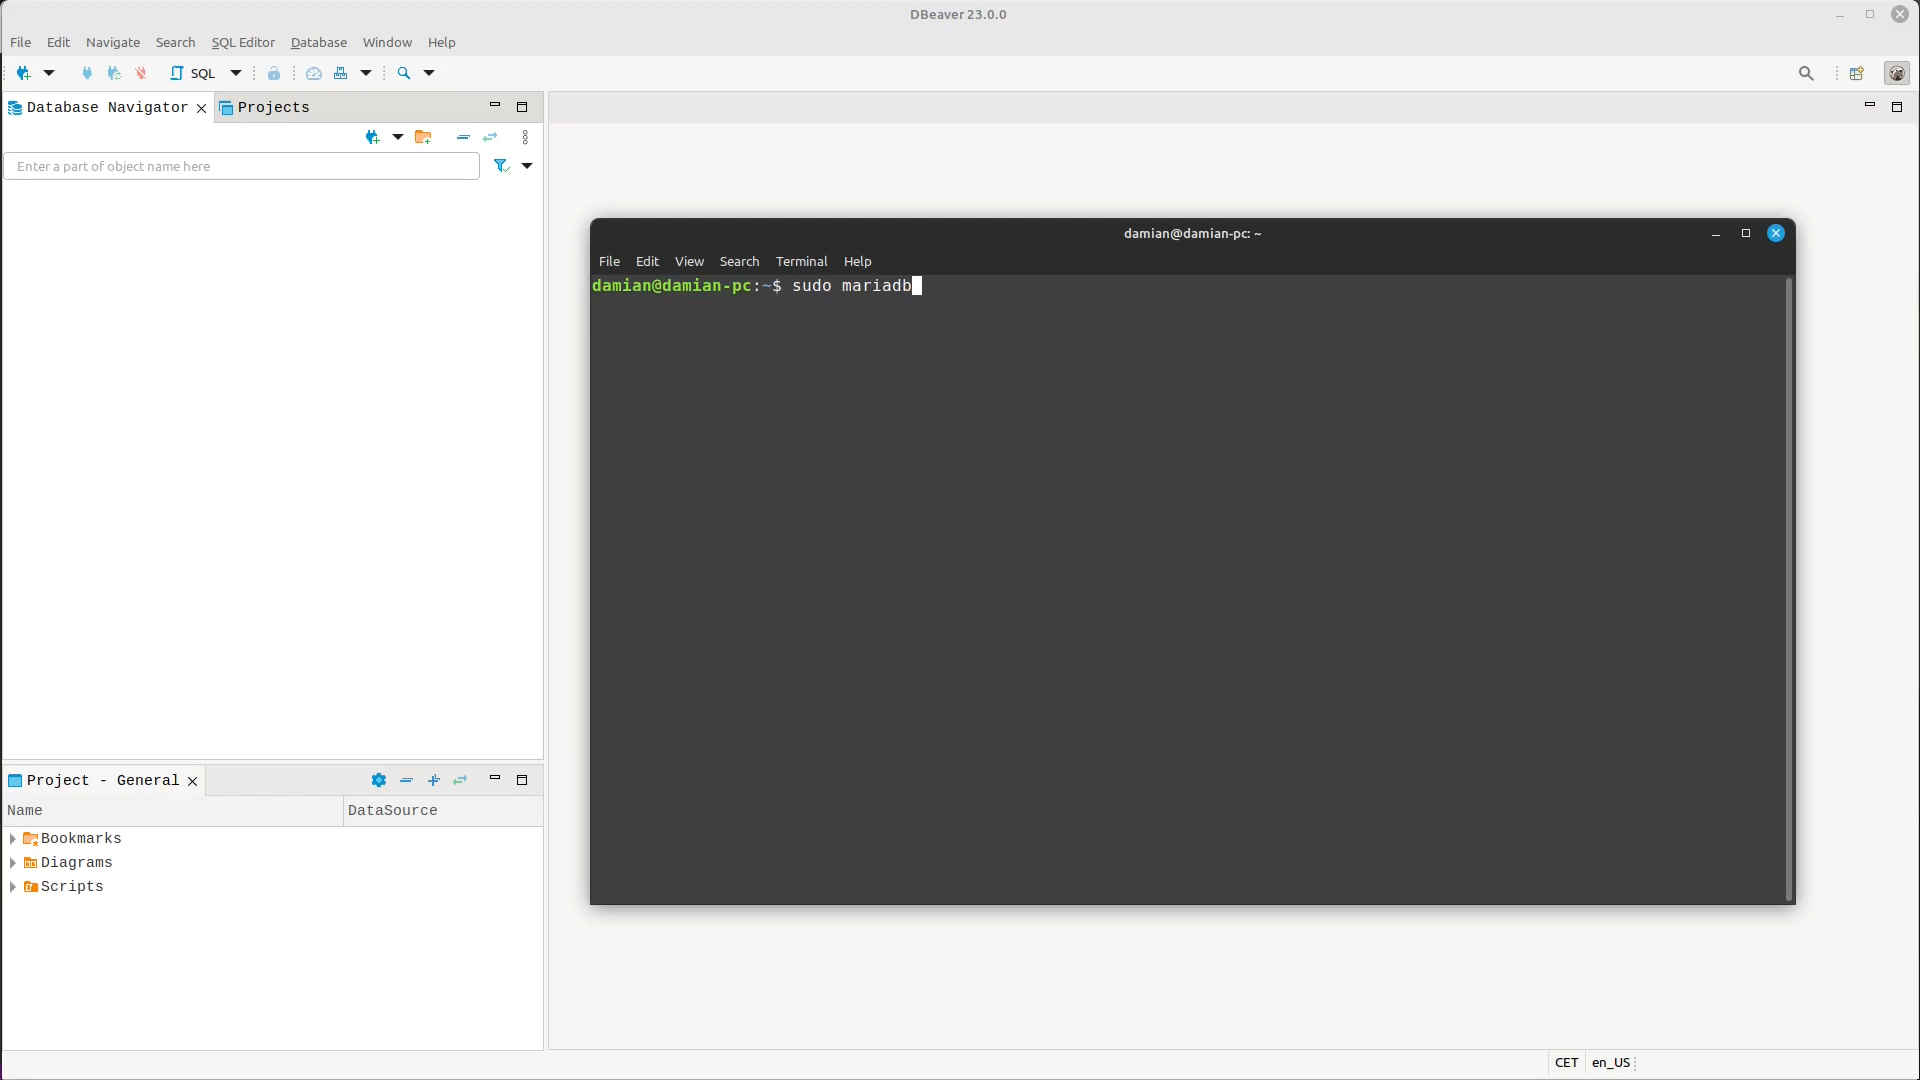 DBeaver 23.0.0
File Edit Navigate Search SQL Editor Database Window Help
SQL
Database Navigator Projects
Enter a part of object name here
damian@damian-pc: ~
File Edit View Search Terminal Help
damian@damian-pc:~$ sudo mariadb
Project - General
Name DataSource
Bookmarks
Diagrams
Scripts
CET en_US